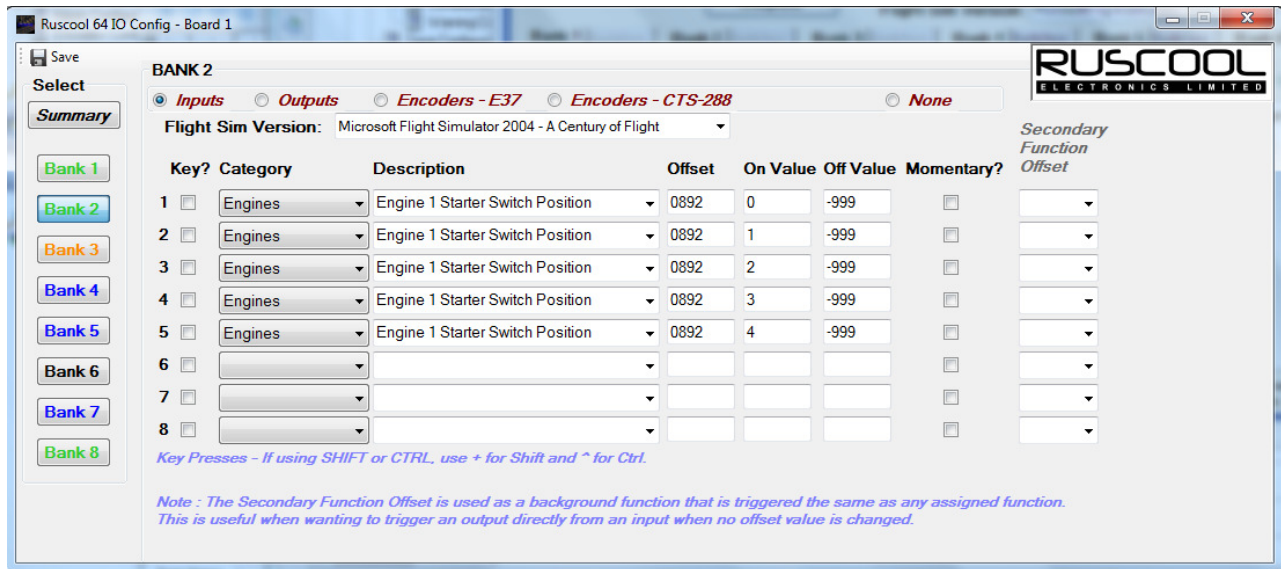 Ruscool 64 IO Config - Board 1
Save
RUSCOOL
ELECTRONICS LIMITED
Select
Summary
Bank 1
Bank 2
Bank 3
Bank 4
Bank 5
Bank 6
Bank 7
Bank 8
BANK 2
Inputs Outputs Encoders - E37 Encoders - CTS-288 None
Flight Sim Version: Microsoft Flight Simulator 2004 - A Century of Flight
Secondary
Function
Offset
Key? Category Description Offset On Value Off Value Momentary?
1 Engines Engine 1 Starter Switch Position 0892 0 -999
2 Engines Engine 1 Starter Switch Position 0892 1 -999
3 Engines Engine 1 Starter Switch Position 0892 2 -999
4 Engines Engine 1 Starter Switch Position 0892 3 -999
5 Engines Engine 1 Starter Switch Position 0892 4 -999
6
7
8
Key Presses - If using SHIFT or CTRL, use + for Shift and ^ for Ctrl.
Note : The Secondary Function Offset is used as a background function that is triggered the same as any assigned function.
This is useful when wanting to trigger an output directly from an input when no offset value is changed.